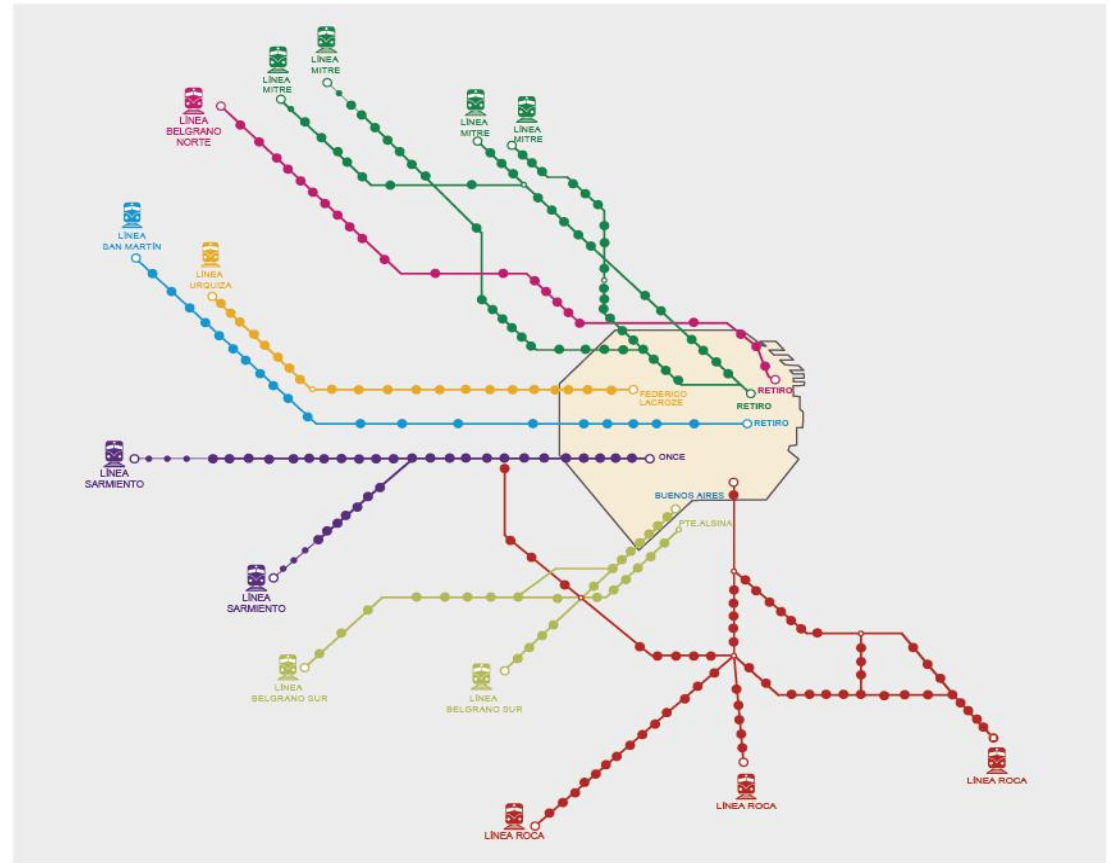 LÍNEA
MITRE
LÍNEA
MITRE
LÍNEA
BELGRANO
NORTE
LÍNEA
MITRE
LÍNEA
MITRE
LÍNEA
SAN MARTÍN
LÍNEA
URQUIZA
RETIRO
FEDERICO
LACROZE
RETIRO
RETIRO
ONCE
LÍNEA
SARMIENTO
BUENOS AIRES
PTE.ALSINA
LÍNEA
SARMIENTO
LÍNEA
BELGRANO SUR
LÍNEA
BELGRANO SUR
LÍNEA ROCA
LÍNEA ROCA
LÍNEA ROCA